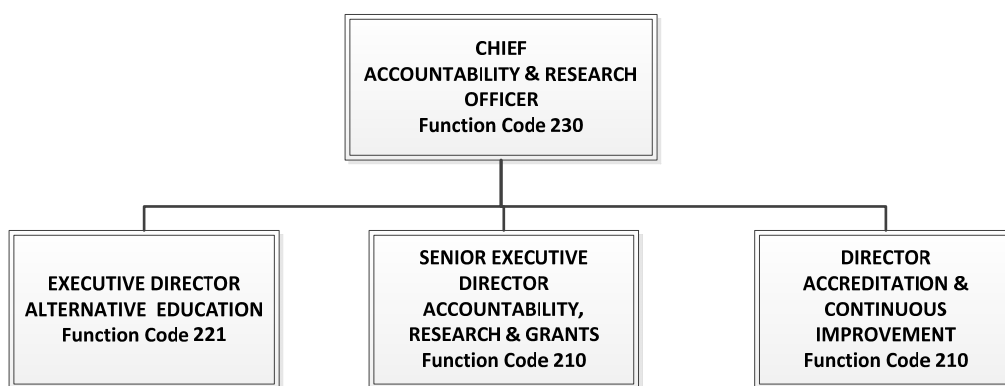 CHIEF
ACCOUNTABILITY & RESEARCH
OFFICER
Function Code 230
EXECUTIVE DIRECTOR
ALTERNATIVE EDUCATION
Function Code 221
SENIOR EXECUTIVE
DIRECTOR
ACCOUNTABILITY,
RESEARCH & GRANTS
Function Code 210
DIRECTOR
ACCREDITATION &
CONTINUOUS
IMPROVEMENT
Function Code 210